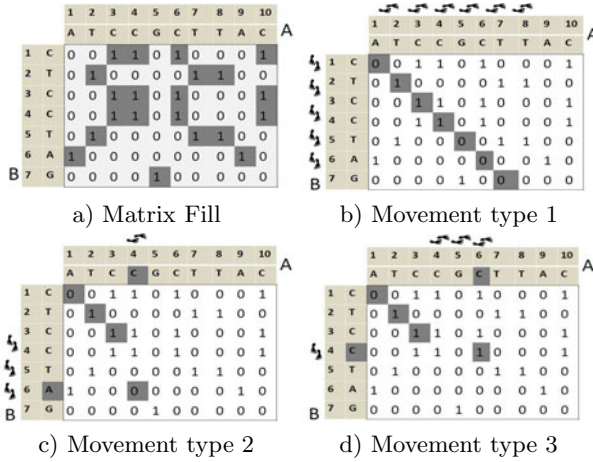 1 2 3 4 5 6 7 8 9 10
A T C C G C T T A C A
1 C 0 0 1 1 0 1 0 0 0 1
2 T 0 1 0 0 0 0 1 1 0 0
3 C 0 0 1 1 0 1 0 0 0 1
4 C 0 0 1 1 0 1 0 0 0 1
5 T 0 1 0 0 0 0 1 1 0 0
6 A 1 0 0 0 0 0 0 0 1 0
B 7 G 0 0 0 0 1 0 0 0 0 0
a) Matrix Fill
1 2 3 4 5 6 7 8 9 10
A T C C G C T T A C A
1 C 0 0 1 1 0 1 0 0 0 1
2 T 0 1 0 0 0 0 1 1 0 0
3 C 0 0 1 1 0 1 0 0 0 1
4 C 0 0 1 1 0 1 0 0 0 1
5 T 0 1 0 0 0 0 1 1 0 0
6 A 1 0 0 0 0 0 0 0 1 0
B 7 G 0 0 0 0 1 0 0 0 0 0
b) Movement type 1
1 2 3 4 5 6 7 8 9 10
A T C C G C T T A C A
1 C 0 0 1 1 0 1 0 0 0 1
2 T 0 1 0 0 0 0 1 1 0 0
3 C 0 0 1 1 0 1 0 0 0 1
4 C 0 0 1 1 0 1 0 0 0 1
5 T 0 1 0 0 0 0 1 1 0 0
6 A 1 0 0 0 0 0 0 0 1 0
B 7 G 0 0 0 0 1 0 0 0 0 0
c) Movement type 2
1 2 3 4 5 6 7 8 9 10
A T C C G C T T A C A
1 C 0 0 1 1 0 1 0 0 0 1
2 T 0 1 0 0 0 0 1 1 0 0
3 C 0 0 1 1 0 1 0 0 0 1
4 C 0 0 1 1 0 1 0 0 0 1
5 T 0 1 0 0 0 0 1 1 0 0
6 A 1 0 0 0 0 0 0 0 1 0
B 7 G 0 0 0 0 1 0 0 0 0 0
d) Movement type 3